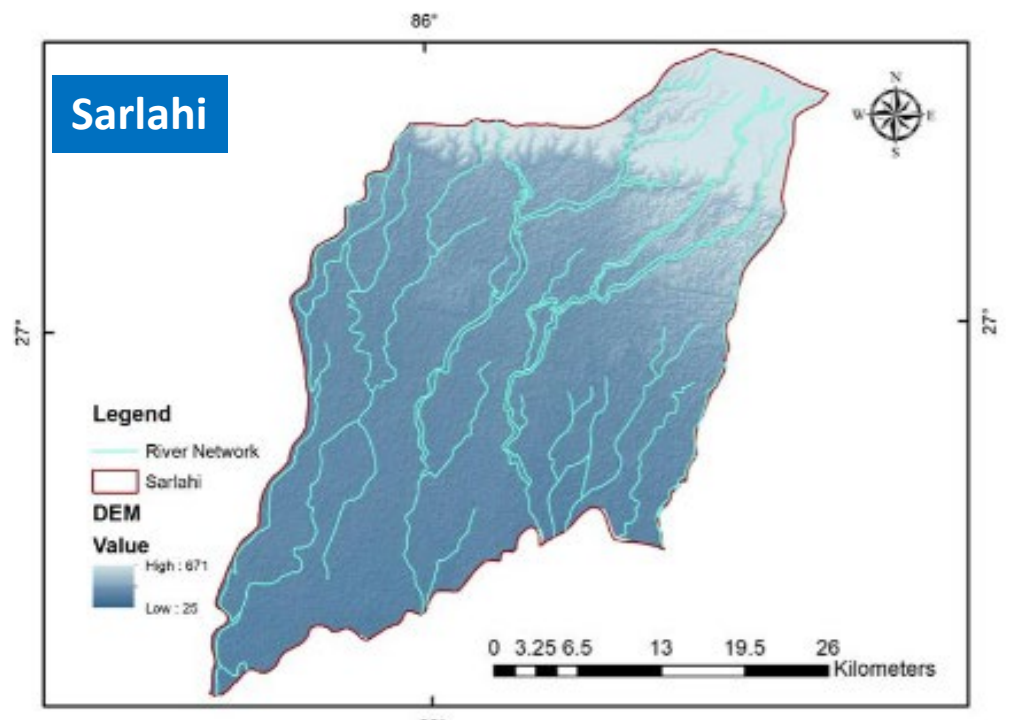 86°
Sarlahi
N
W E
S
27°
27°
Legend
River Network
Sarlahi
DEM
Value
High : 671
Low : 25
0 3.25 6.5 13 19.5 26
Kilometers